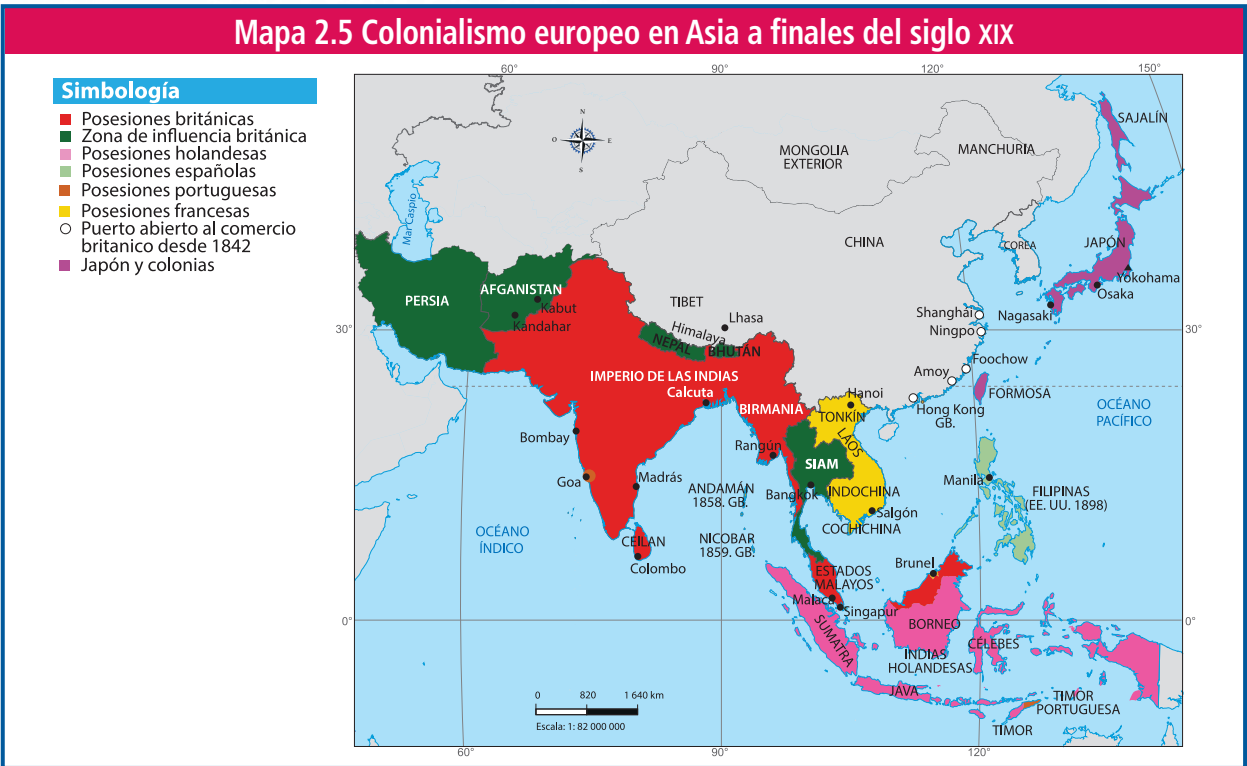 Mapa 2.5 Colonialismo europeo en Asia a finales del siglo XIX
Simbología
Posesiones británicas
Zona de influencia británica
Posesiones holandesas
Posesiones españolas
Posesiones portuguesas
Posesiones francesas
Puerto abierto al comercio
britanico desde 1842
Japón y colonias
60°
90°
120°
150°
N
O
E
S
SAJALÍN
MONGOLIA
EXTERIOR
MANCHURIA
Mar Caspio
CHINA
COREA
JAPÓN
Yokohama
Osaka
Nagasaki
PERSIA
AFGANISTAN
Kabut
Kandahar
TIBET
Lhasa
Himalaya
NEPAL
BHUTÁN
Shanghái
Ningpo
30°
30°
Foochow
Amoy
FORMOSA
Hong Kong
GB.
OCÉANO
PACÍFICO
IMPERIO DE LAS INDIAS
Calcuta
BIRMANIA
Hanoi
TONKÍN
LAOS
Bombay
Rangún
SIAM
Goa
Madrás
ANDAMÁN
1858. GB.
Bangkok
INDOCHINA
Salgón
COCHICHINA
Manila
FILIPINAS
(EE. UU. 1898)
OCÉANO
ÍNDICO
CEILAN
Colombo
NICOBAR
1859. GB.
ESTADOS
MALAYOS
Brunel
Malaca
Singapur
0°
0°
SUMATRA
BORNEO
CÉLEBES
INDIAS
HOLANDESAS
JAVA
TIMOR
PORTUGUESA
TIMOR
0
820
1 640 km
Escala: 1: 82 000 000
60°
90°
120°